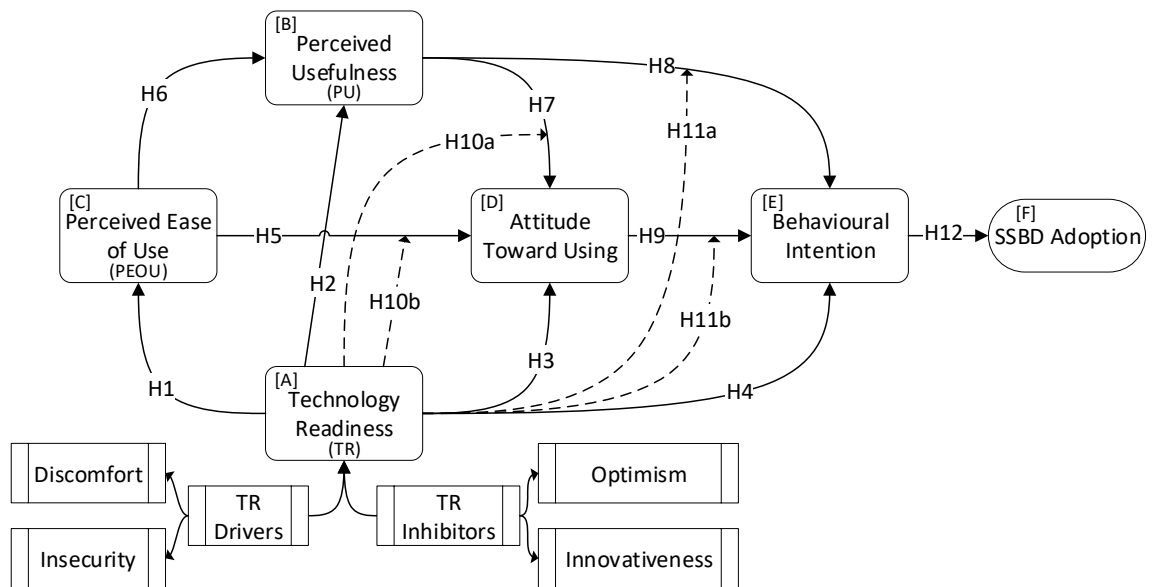 [B]
Perceived
Usefulness
(PU)
H8
H6
H7
H10a
H11a
[C]
Perceived Ease
of Use
(PEOU)
[D]
Attitude
Toward Using
[E]
Behavioural
Intention
[F]
SSBD Adoption
H5
H9
H12
H2
H10b
H11b
H3
H1
H4
[A]
Technology
Readiness
(TR)
Discomfort
Optimism
TR
Drivers
TR
Inhibitors
Insecurity
Innovativeness